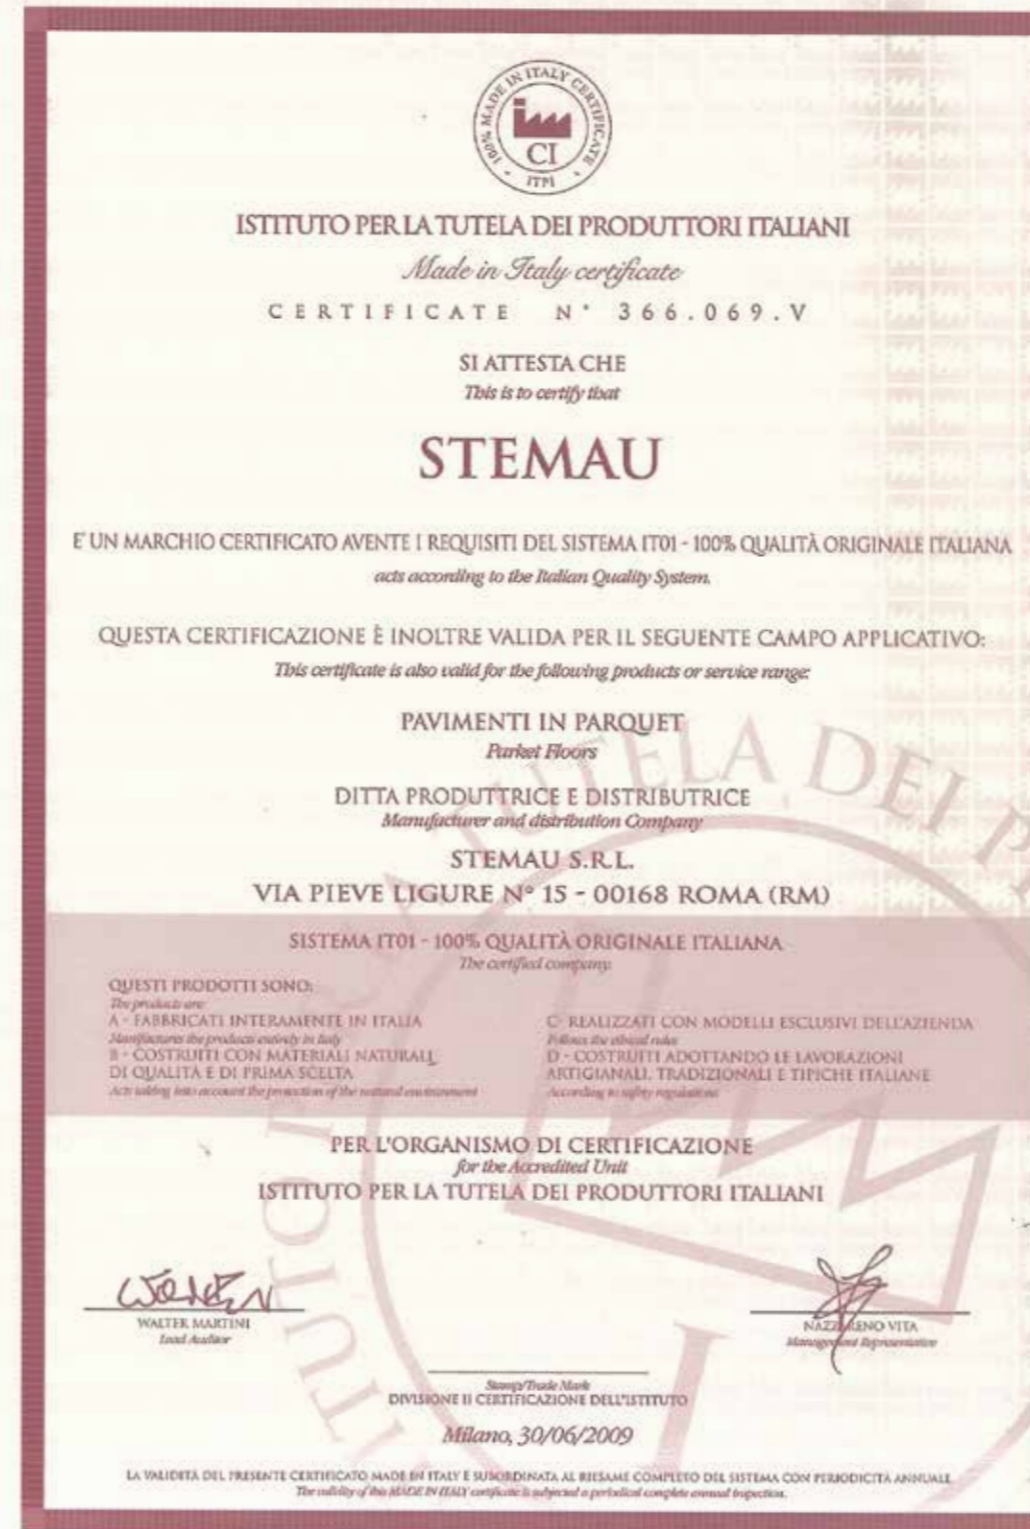 100% MADE IN ITALY CERTIFICATE
CI
ITPI
ISTITUTO PER LA TUTELA DEI PRODUTTORI ITALIANI
Made in Italy certificate
CERTIFICATE N° 366.069.V
SI ATTESTA CHE
This is to certify that
STEMAU
E' UN MARCHIO CERTIFICATO AVENTE I REQUISITI DEL SISTEMA IT01 - 100% QUALITÀ ORIGINALE ITALIANA
acts according to the Italian Quality System.
QUESTA CERTIFICAZIONE È INOLTRE VALIDA PER IL SEGUENTE CAMPO APPLICATIVO:
This certificate is also valid for the following products or service range:
PAVIMENTI IN PARQUET
Parket Floors
DITTA PRODUTTRICE E DISTRIBUTRICE
Manufacturer and distribution Company
STEMAU S.R.L.
VIA PIEVE LIGURE N° 15 - 00168 ROMA (RM)
SISTEMA IT01 - 100% QUALITÀ ORIGINALE ITALIANA
The certified company:
QUESTI PRODOTTI SONO:
The products are:
A - FABBRICATI INTERAMENTE IN ITALIA
Manifactures the products entirely in Italy
B - COSTRUITI CON MATERIALI NATURALI,
DI QUALITÀ E DI PRIMA SCELTA
Acts taking into account the protection of the natural environment
C- REALIZZATI CON MODELLI ESCLUSIVI DELL'AZIENDA
Follows the ethical rules
D - COSTRUITI ADOTTANDO LE LAVORAZIONI
ARTIGIANALI, TRADIZIONALI E TIPICHE ITALIANE
According to safety regulations
PER L'ORGANISMO DI CERTIFICAZIONE
for the Accredited Unit
ISTITUTO PER LA TUTELA DEI PRODUTTORI ITALIANI
WALTER MARTINI
Lead Auditor
NAZZARENO VITA
Management Representative
Stamp/Trade Mark
DIVISIONE II CERTIFICAZIONE DELL'ISTITUTO
Milano, 30/06/2009
LA VALIDITÀ DEL PRESENTE CERTIFICATO MADE IN ITALY È SUBORDINATA AL RIESAME COMPLETO DEL SISTEMA CON PERIODICITÀ ANNUALE
The validity of this MADE IN ITALY certificate is subjected a periodical complete annual inspection.